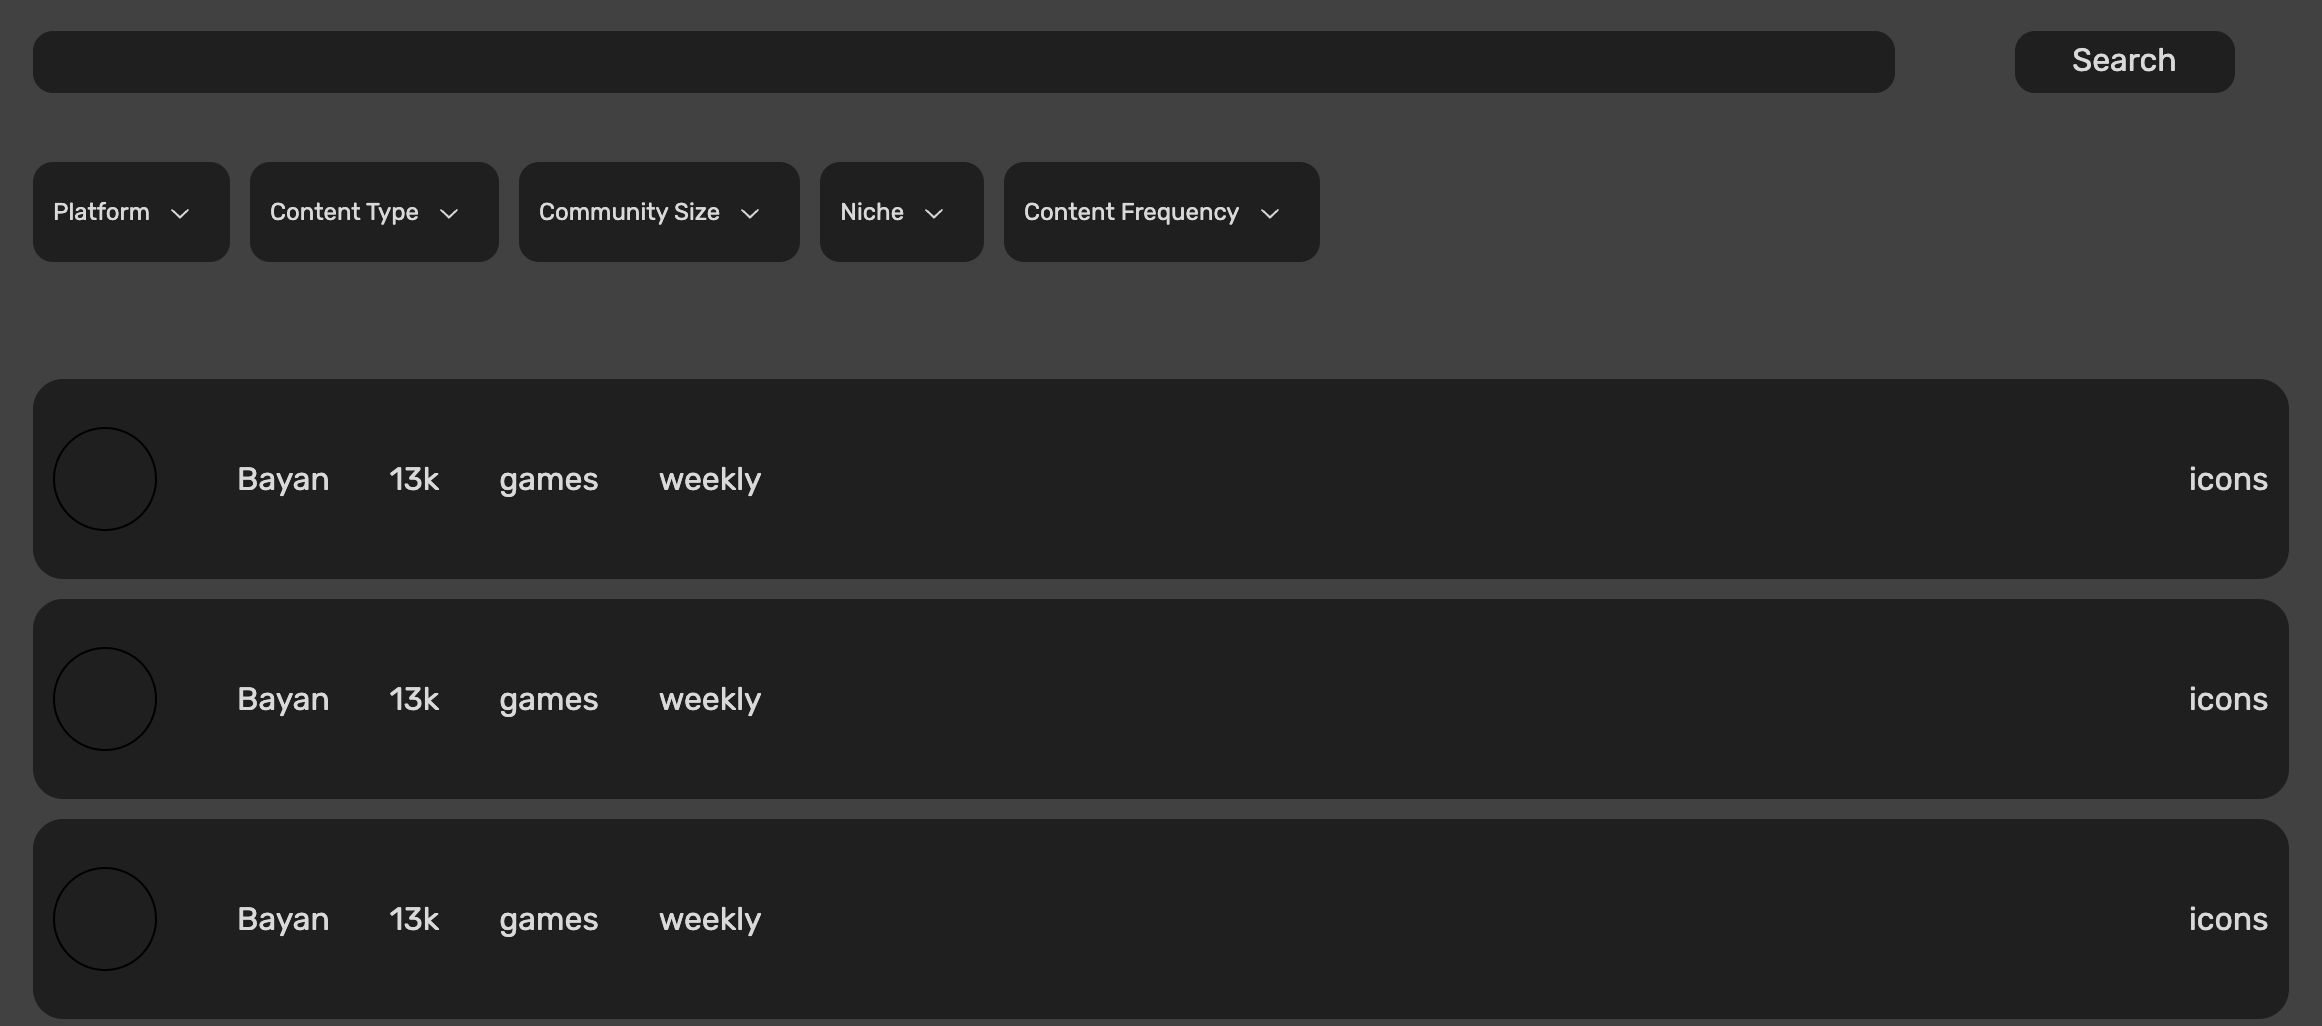 Search
Platform Content Type Community Size Niche Content Frequency
Bayan 13k games weekly icons
Bayan 13k games weekly icons
Bayan 13k games weekly icons